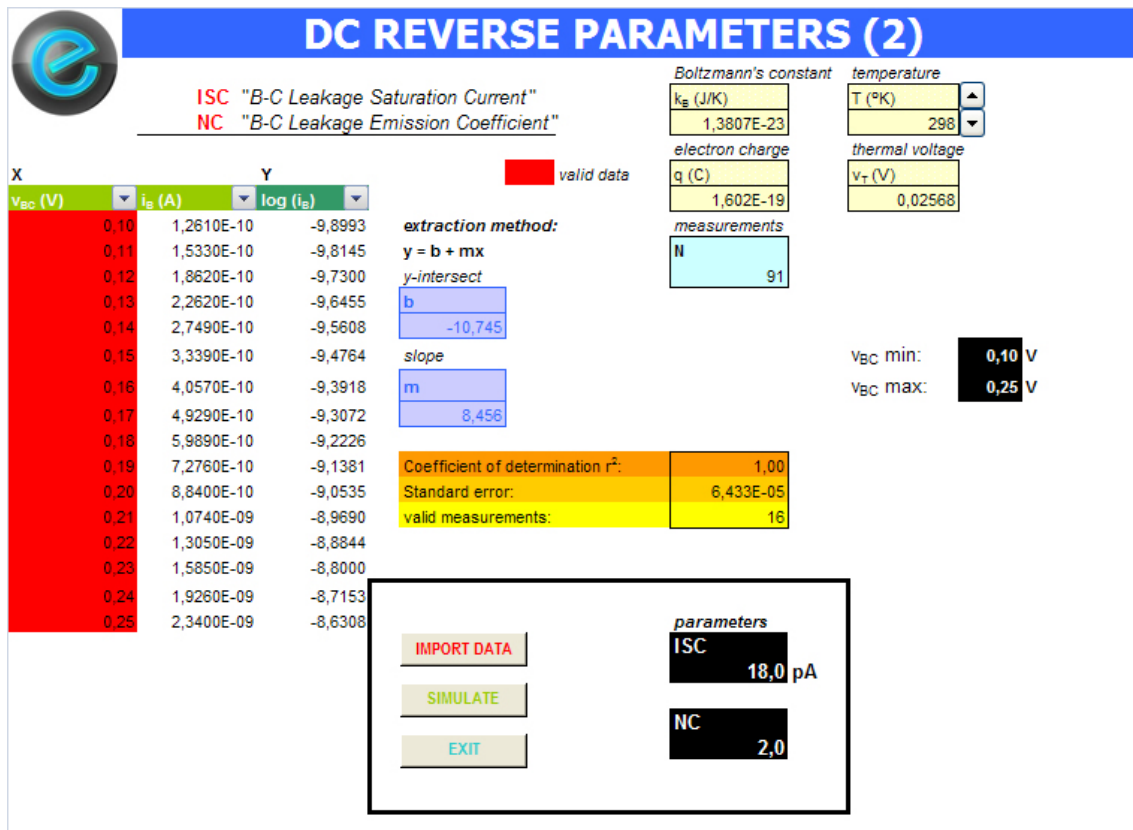 DC REVERSE PARAMETERS (2)
ISC "B-C Leakage Saturation Current"
NC "B-C Leakage Emission Coefficient"
Boltzmann's constant
kB (J/K)
1,3807E-23
temperature
T (ºK)
298
electron charge
q (C)
1,602E-19
thermal voltage
vT (V)
0,02568
valid data
measurements
N
91
X Y
vBC (V) iB (A) log (iB)
0,10 1,2610E-10 -9,8993
0,11 1,5330E-10 -9,8145
0,12 1,8620E-10 -9,7300
0,13 2,2620E-10 -9,6455
0,14 2,7490E-10 -9,5608
0,15 3,3390E-10 -9,4764
0,16 4,0570E-10 -9,3918
0,17 4,9290E-10 -9,3072
0,18 5,9890E-10 -9,2226
0,19 7,2760E-10 -9,1381
0,20 8,8400E-10 -9,0535
0,21 1,0740E-09 -8,9690
0,22 1,3050E-09 -8,8844
0,23 1,5850E-09 -8,8000
0,24 1,9260E-09 -8,7153
0,25 2,3400E-09 -8,6308
extraction method:
y = b + mx
y-intersect
b
-10,745
slope
m
8,456
vBC min: 0,10 V
vBC max: 0,25 V
Coefficient of determination r²: 1,00
Standard error: 6,433E-05
valid measurements: 16
IMPORT DATA
SIMULATE
EXIT
parameters
ISC
18,0 pA
NC
2,0